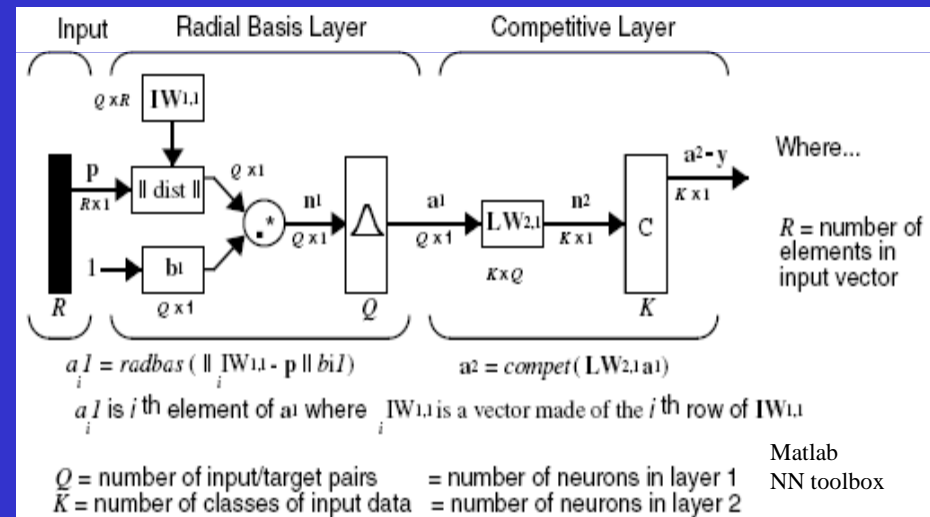 Input Radial Basis Layer Competitive Layer
Q x R IW1,1
p
R x 1
|| dist ||
Q x1
.*
n1
Q x 1
a1
Q x 1
LW2,1
K x Q
n2
K x 1
C
a2 = y
K x 1
Where...
R = number of
elements in
input vector
1
b1
Q x 1
R Q K
ai1 = radbas ( || iIW1,1 - p || bi1)
a2 = compet( LW2,1 a1)
ai1 is i th element of a1 where iIW1,1 is a vector made of the i th row of IW1,1
Q = number of input/target pairs = number of neurons in layer 1
K = number of classes of input data = number of neurons in layer 2
Matlab
NN toolbox